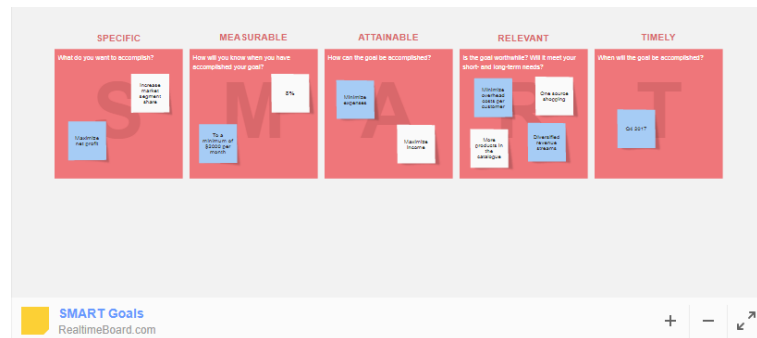 SPECIFIC
What do you want to accomplish?
Increase
market
segment
share
Maximize
net profit
MEASURABLE
How will you know when you have
accomplished your goal?
5%
To a
minimum of
$2000 per
month
ATTAINABLE
How can the goal be accomplished?
Minimize
expenses
Maximize
income
RELEVANT
Is the goal worthwhile? Will it meet your
short- and long-term needs?
Minimize
overhead
costs per
customer
One source
shopping
More
products in
the
catalogue
Diversified
revenue
streams
TIMELY
When will the goal be accomplished?
2017
S
M
A
R
T
SMART Goals
RealtimeBoard.com